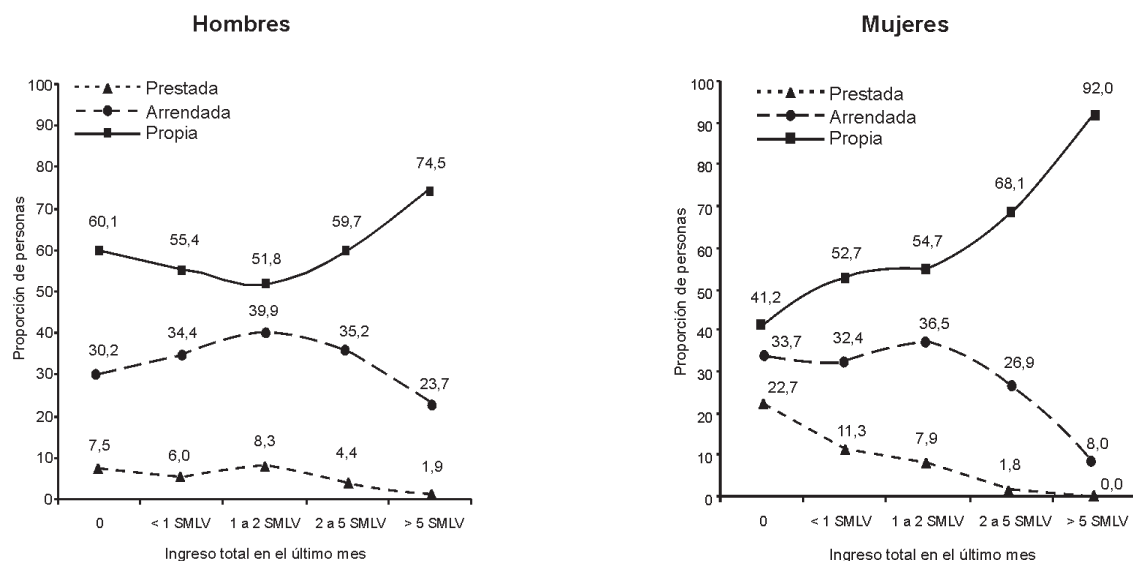 Hombres
Prestada
Arrendada
Propia
Proporción de personas
100
90
80
70
60
50
40
30
20
10
0
60,1
55,4
51,8
59,7
74,5
30,2
34,4
39,9
35,2
23,7
7,5
6,0
8,3
4,4
1,9
0
< 1 SMLV
1 a 2 SMLV
2 a 5 SMLV
> 5 SMLV
Ingreso total en el último mes
Mujeres
Prestada
Arrendada
Propia
Proporción de personas
100
90
80
70
60
50
40
30
20
10
0
41,2
52,7
54,7
68,1
92,0
33,7
32,4
36,5
26,9
8,0
22,7
11,3
7,9
1,8
0,0
0
< 1 SMLV
1 a 2 SMLV
2 a 5 SMLV
> 5 SMLV
Ingreso total en el último mes